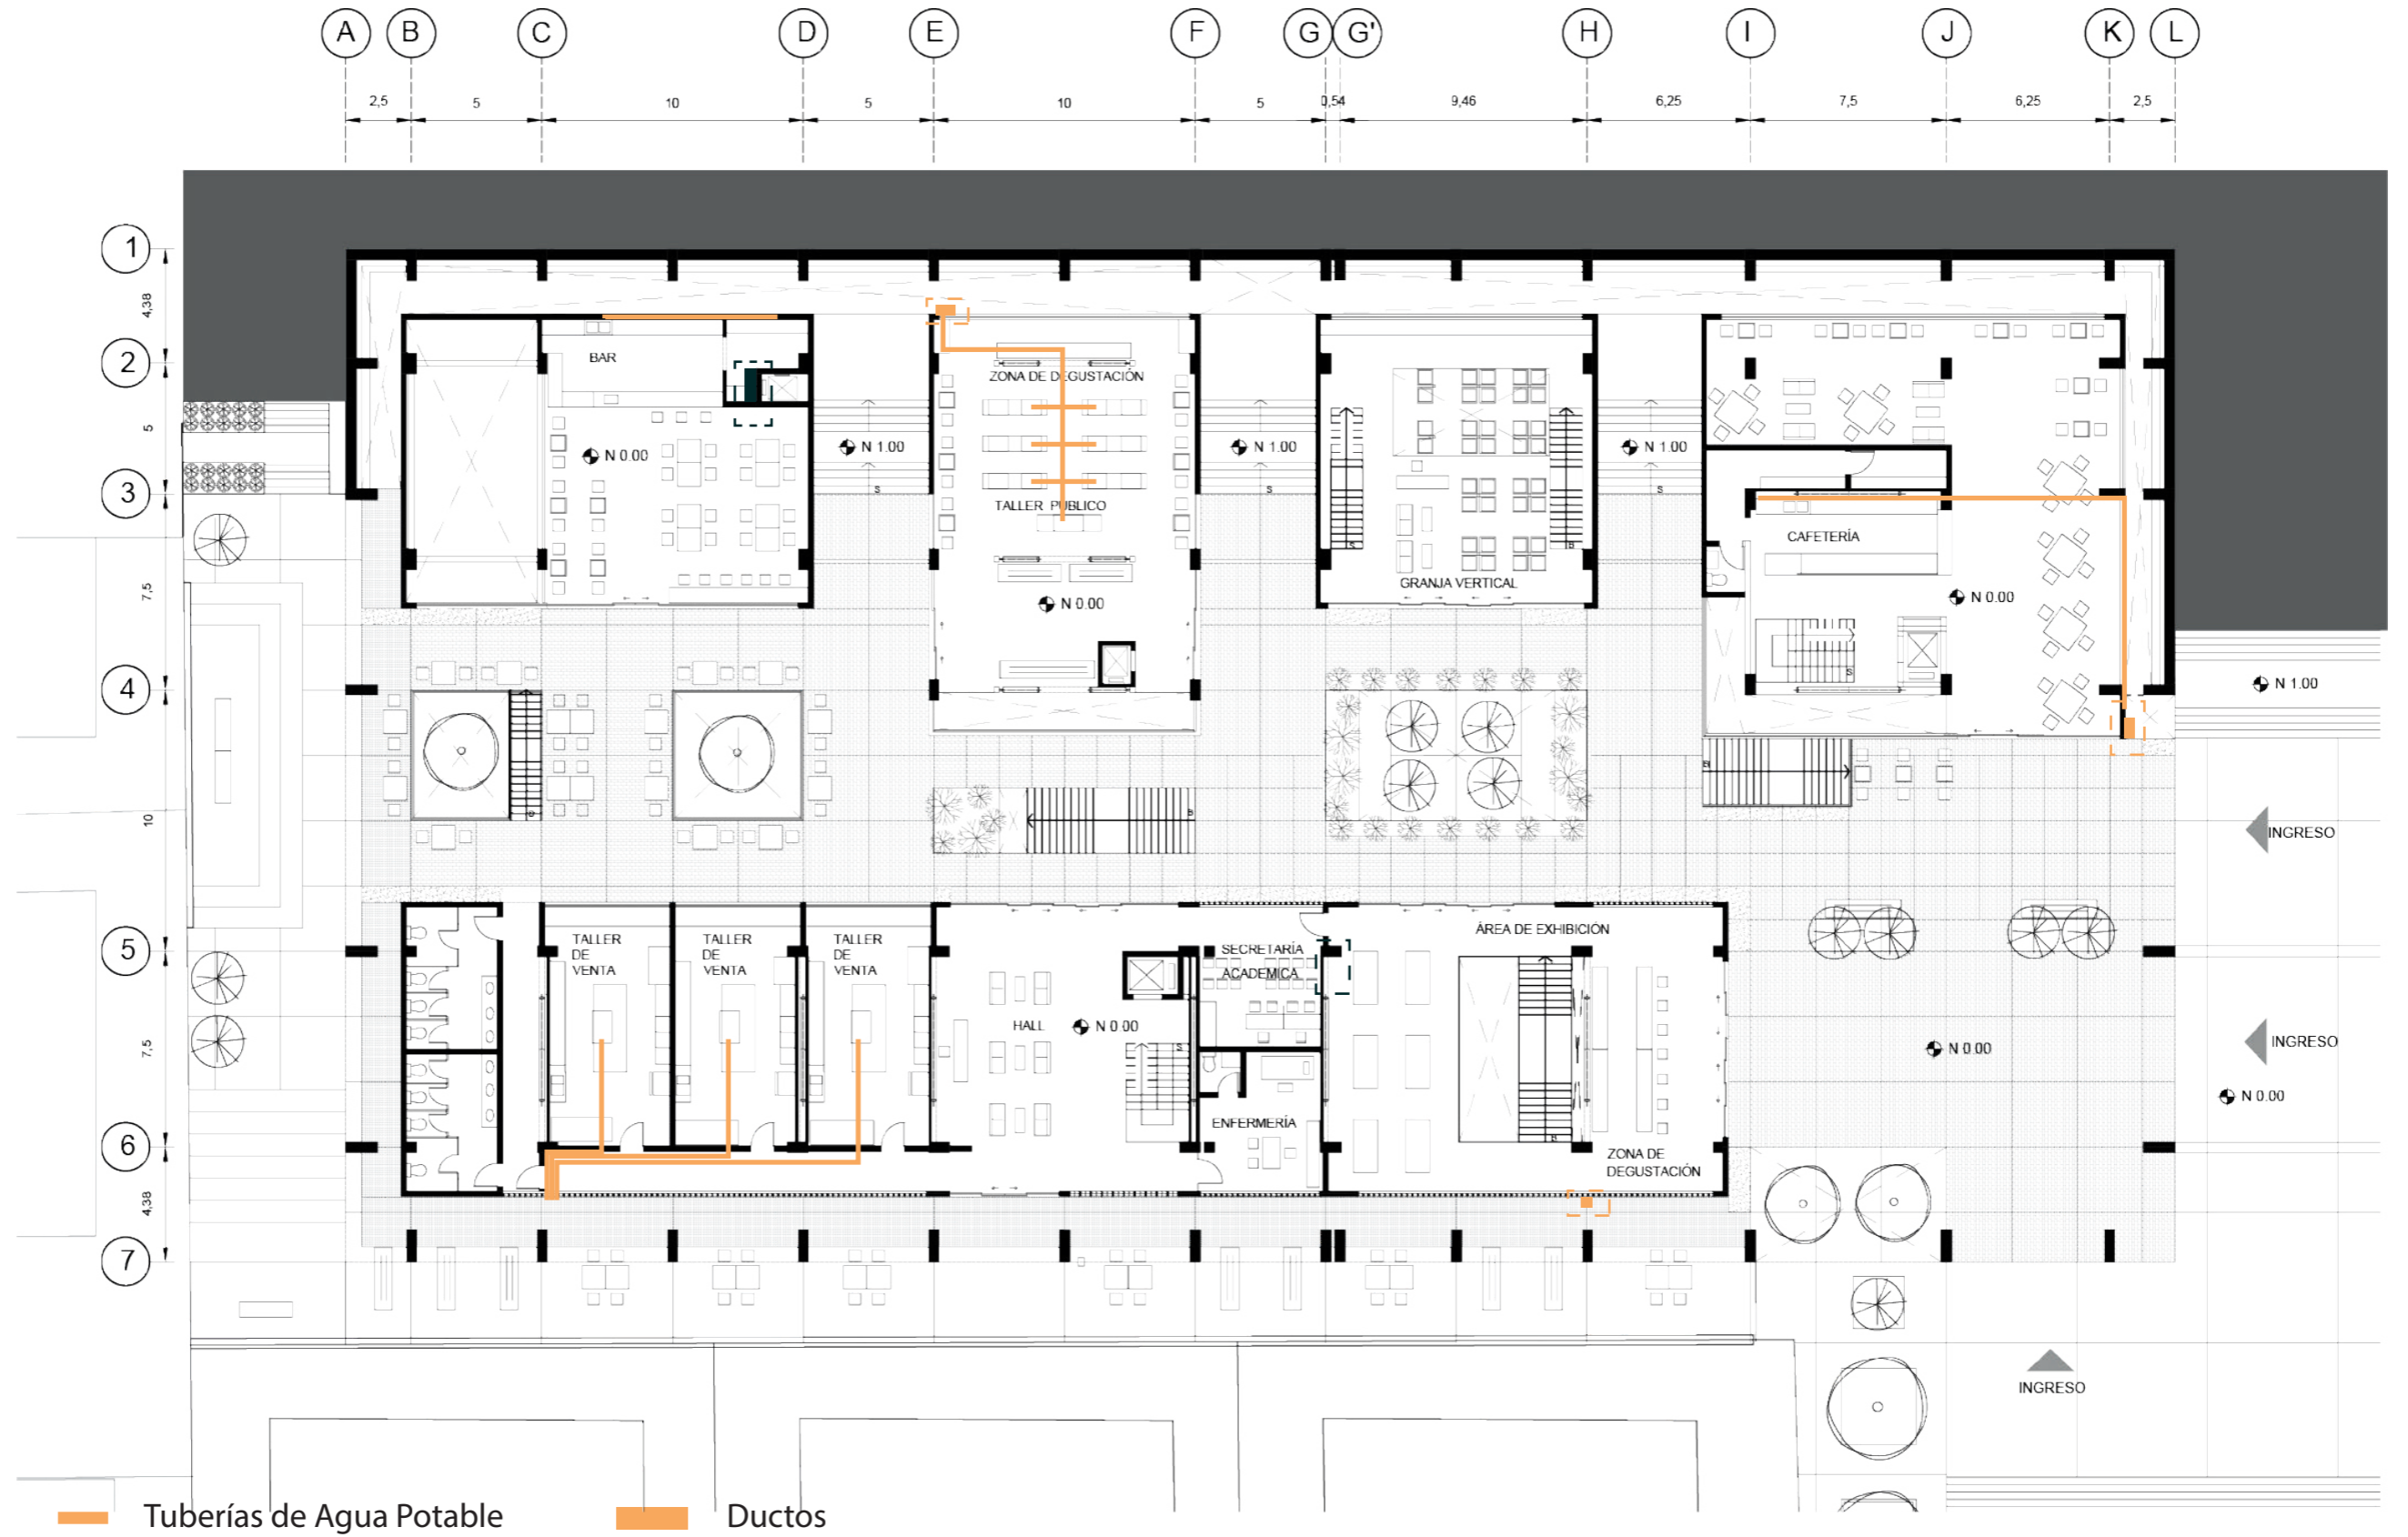 A B C D E F G G' H I J K L
2,5 5 10 5 10 5 0,54 9,46 6,25 7,5 6,25 2,5
1
4,38
2
BAR
ZONA DE DEGUSTACIÓN
5
N 0.00
N 1.00
N 1.00
N 1.00
3
S
S
S
TALLER PÚBLICO
CAFETERÍA
S
B
7,5
GRANJA VERTICAL
N 0.00
N 0.00
S
4
N 1.00
B
10
B
B
INGRESO
5
TALLER
DE
VENTA
TALLER
DE
VENTA
TALLER
DE
VENTA
SECRETARÍA
ACADEMICA
ÁREA DE EXHIBICIÓN
7,5
HALL
N 0.00
S
N 0.00
INGRESO
N 0.00
ENFERMERÍA
B
6
ZONA DE
DEGUSTACIÓN
4,38
7
INGRESO
Tuberías de Agua Potable
Ductos